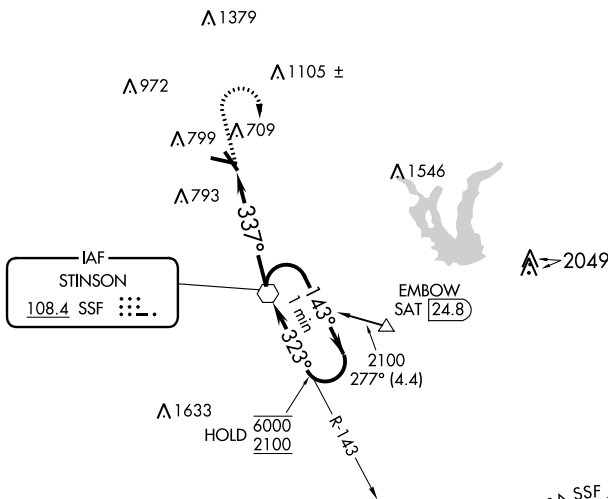 1379
1105 ±
972
799
709
793
1546
2049
337°
IAF
STINSON
108.4 SSF
143°
1 min
323°
EMBOW
SAT 24.8
2100
277° (4.4)
1633
HOLD
6000
2100
R-143
SSF